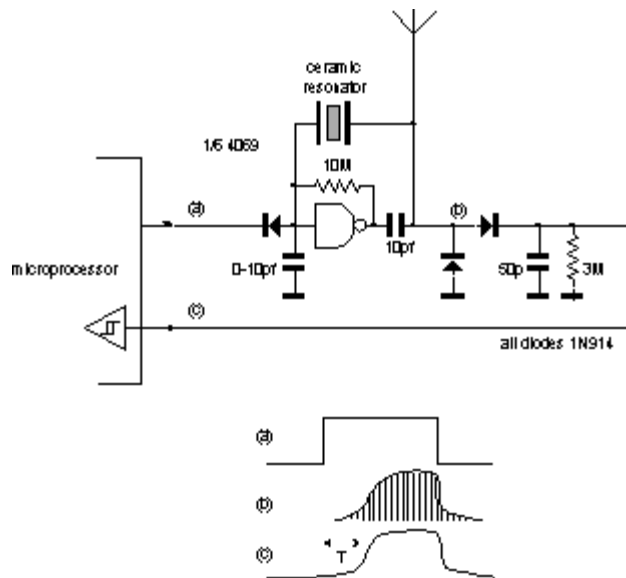 ceramic
resonator
1/6 4069
10M
(a)
(b)
10pf
microprocessor
0-10pf
50p
3M
(c)
all diodes 1N914
(a)
(b)
(c)
T